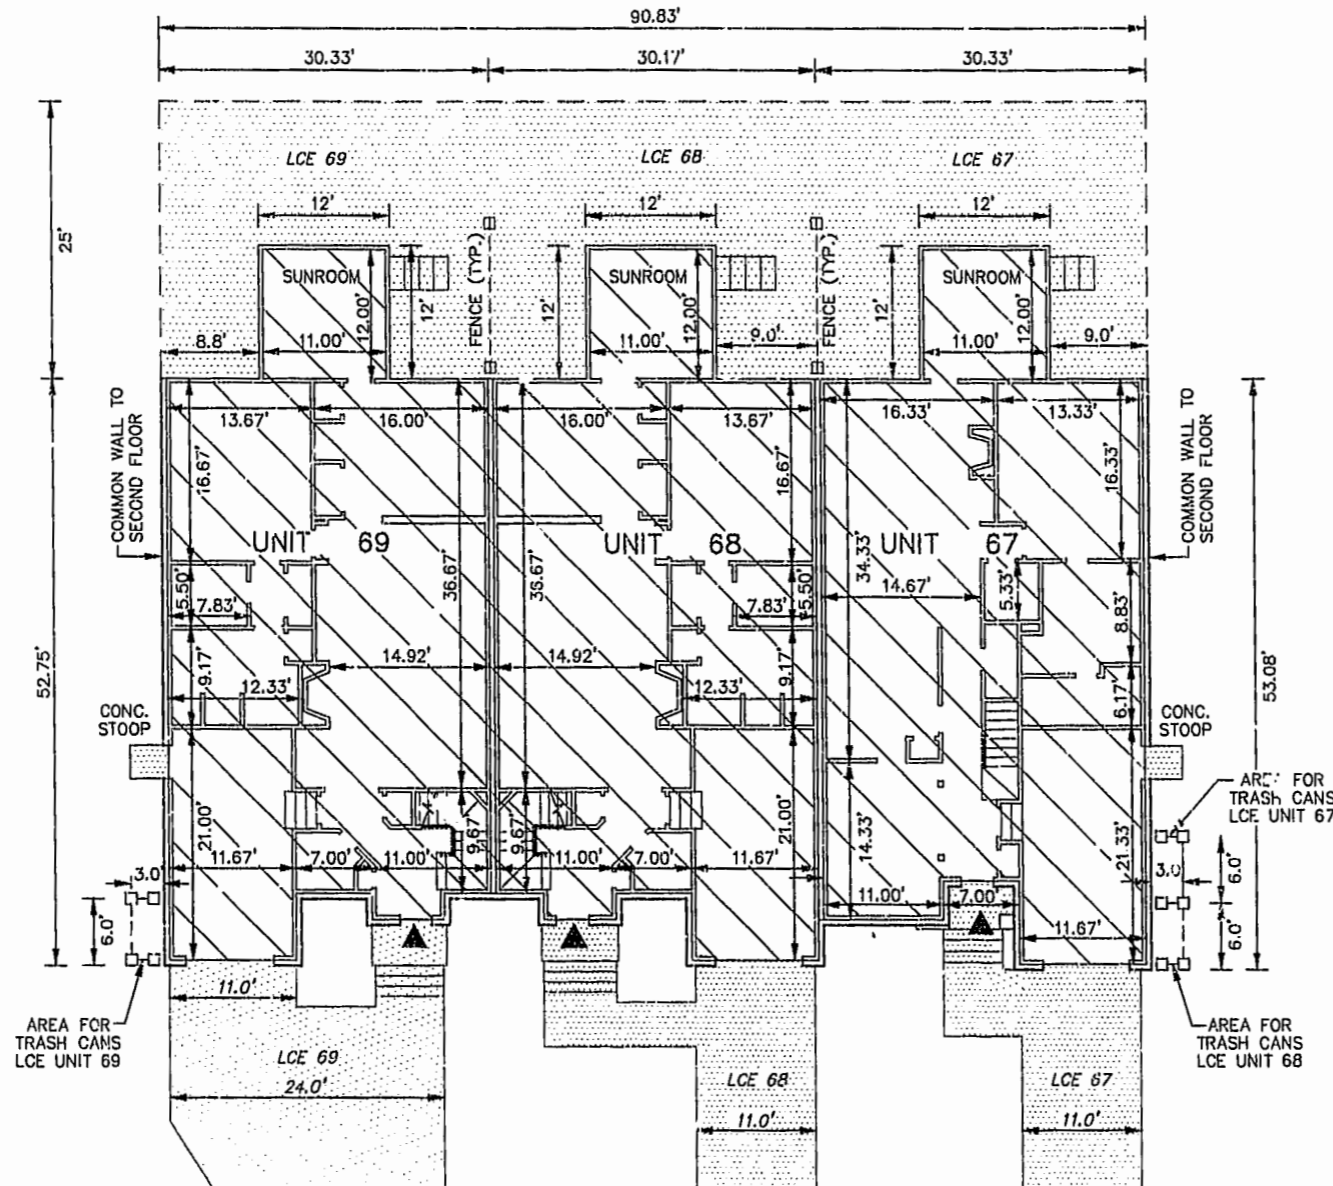 90.83'
30.33' 30.17' 30.33'
LCE 69 LCE 68 LCE 67
12' 12' 12'
25'
SUNROOM SUNROOM SUNROOM
FENCE (TYP.) FENCE (TYP.)
12.00' 12' 12' 12.00' 12' 12.00'
8.8' 11.00' 11.00' 9.0' 11.00' 9.0'
13.67' 16.00' 16.00' 13.67' 16.33' 13.33'
COMMON WALL TO
SECOND FLOOR
COMMON WALL TO
SECOND FLOOR
16.67' 16.67' 16.33'
UNIT 69 UNIT 68 UNIT 67
36.67' 34.33'
5.50' 7.83' 7.83' 5.50' 14.67' 5.33' 8.83'
52.75' 53.08'
9.17' 14.92' 14.92' 9.17'
12.33' 12.33' 6.17'
CONC.
STOOP
CONC.
STOOP
21.00' 9.67' 9.67' 21.00' 14.33' 21.33'
AREA FOR
TRASH CANS
LCE UNIT 67
11.67' 7.00' 11.00' 11.00' 7.00' 11.67'
3.0' 3.0' 6.0'
11.00' 7.00'
6.0' 6.0'
11.67'
11.0'
AREA FOR
TRASH CANS
LCE UNIT 69
AREA FOR
TRASH CANS
LCE UNIT 68
LCE 69
24.0'
LCE 68 LCE 67
11.0' 11.0'